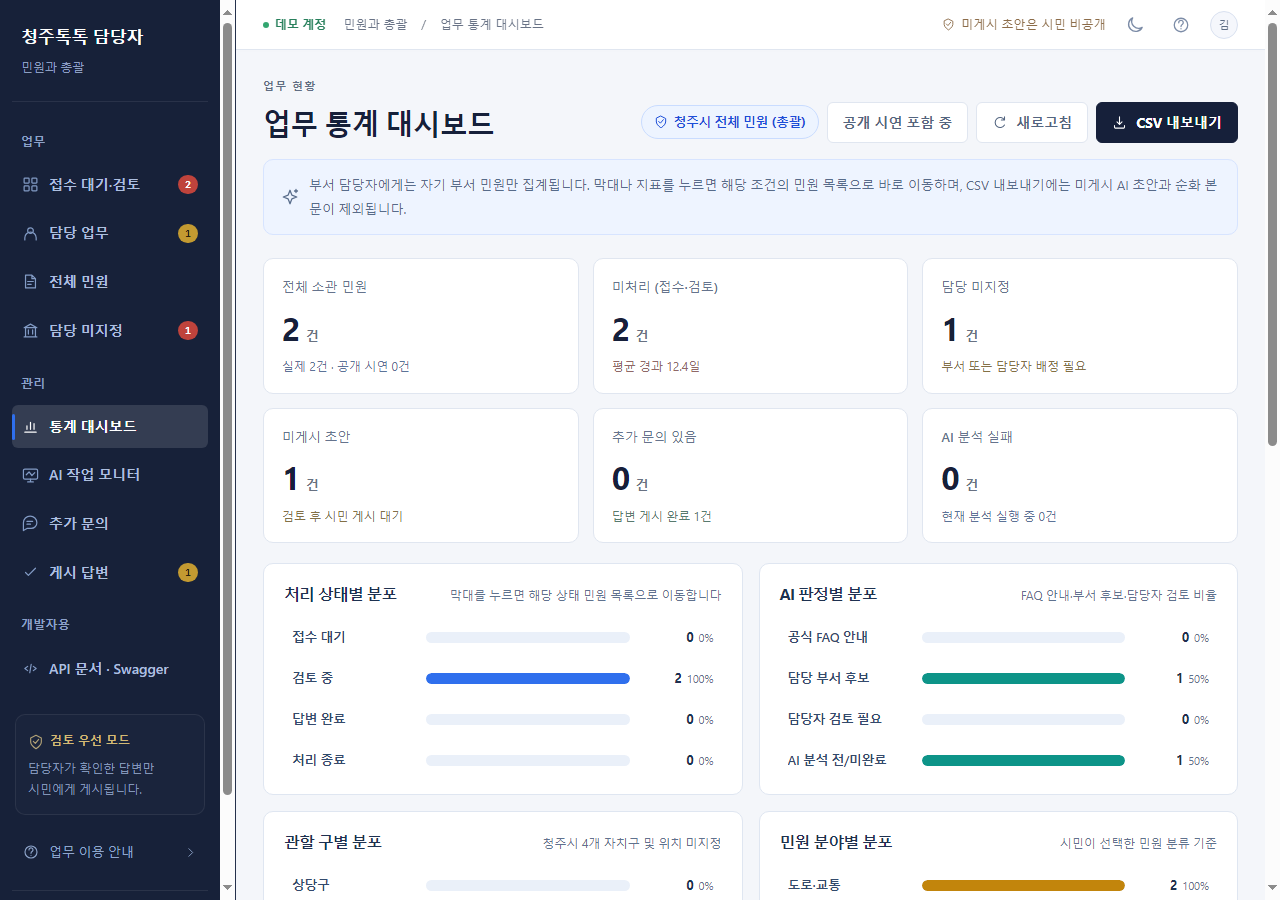 청주톡톡 담당자
민원과 총괄
업무
접수 대기·검토 2
담당 업무 1
전체 민원
담당 미지정 1
관리
통계 대시보드
AI 작업 모니터
추가 문의
게시 답변 1
개발자용
API 문서 · Swagger
검토 우선 모드
담당자가 확인한 답변만
시민에게 게시됩니다.
업무 이용 안내
데모 계정 민원과 총괄 / 업무 통계 대시보드
미게시 초안은 시민 비공개 김
업무 현황
업무 통계 대시보드
청주시 전체 민원 (총괄) 공개 시연 포함 중 새로고침 CSV 내보내기
부서 담당자에게는 자기 부서 민원만 집계됩니다. 막대나 지표를 누르면 해당 조건의 민원 목록으로 바로 이동하며, CSV 내보내기에는 미게시 AI 초안과 순화 본
문이 제외됩니다.
전체 소관 민원
2 건
실제 2건 · 공개 시연 0건
미처리 (접수·검토)
2 건
평균 경과 12.4일
담당 미지정
1 건
부서 또는 담당자 배정 필요
미게시 초안
1 건
검토 후 시민 게시 대기
추가 문의 있음
0 건
답변 게시 완료 1건
AI 분석 실패
0 건
현재 분석 실행 중 0건
처리 상태별 분포 막대를 누르면 해당 상태 민원 목록으로 이동합니다
접수 대기 0 0%
검토 중 2 100%
답변 완료 0 0%
처리 종료 0 0%
AI 판정별 분포 FAQ 안내·부서 후보·담당자 검토 비율
공식 FAQ 안내 0 0%
담당 부서 후보 1 50%
담당자 검토 필요 0 0%
AI 분석 전/미완료 1 50%
관할 구별 분포 청주시 4개 자치구 및 위치 미지정
상당구 0 0%
민원 분야별 분포 시민이 선택한 민원 분류 기준
도로·교통 2 100%